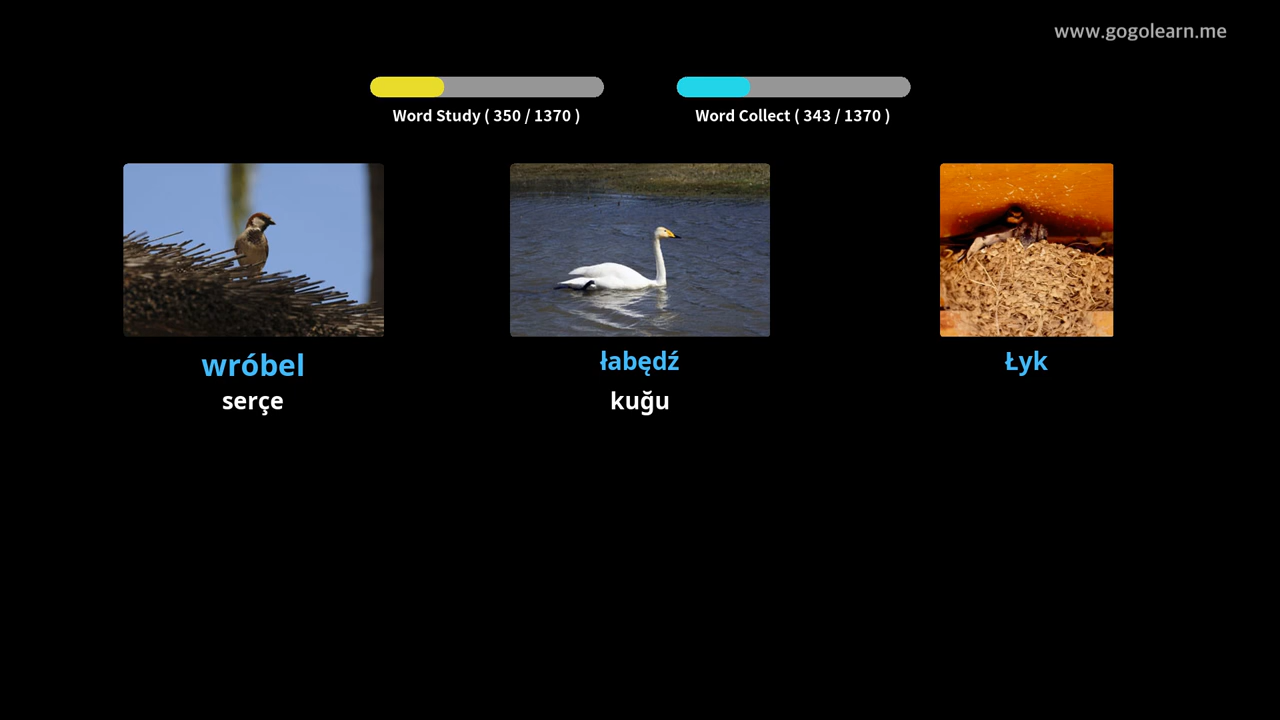 www.gogolearn.me
Word Study ( 350 / 1370 )
Word Collect ( 343 / 1370 )
wróbel
serçe
łabędź
kuğu
Łyk